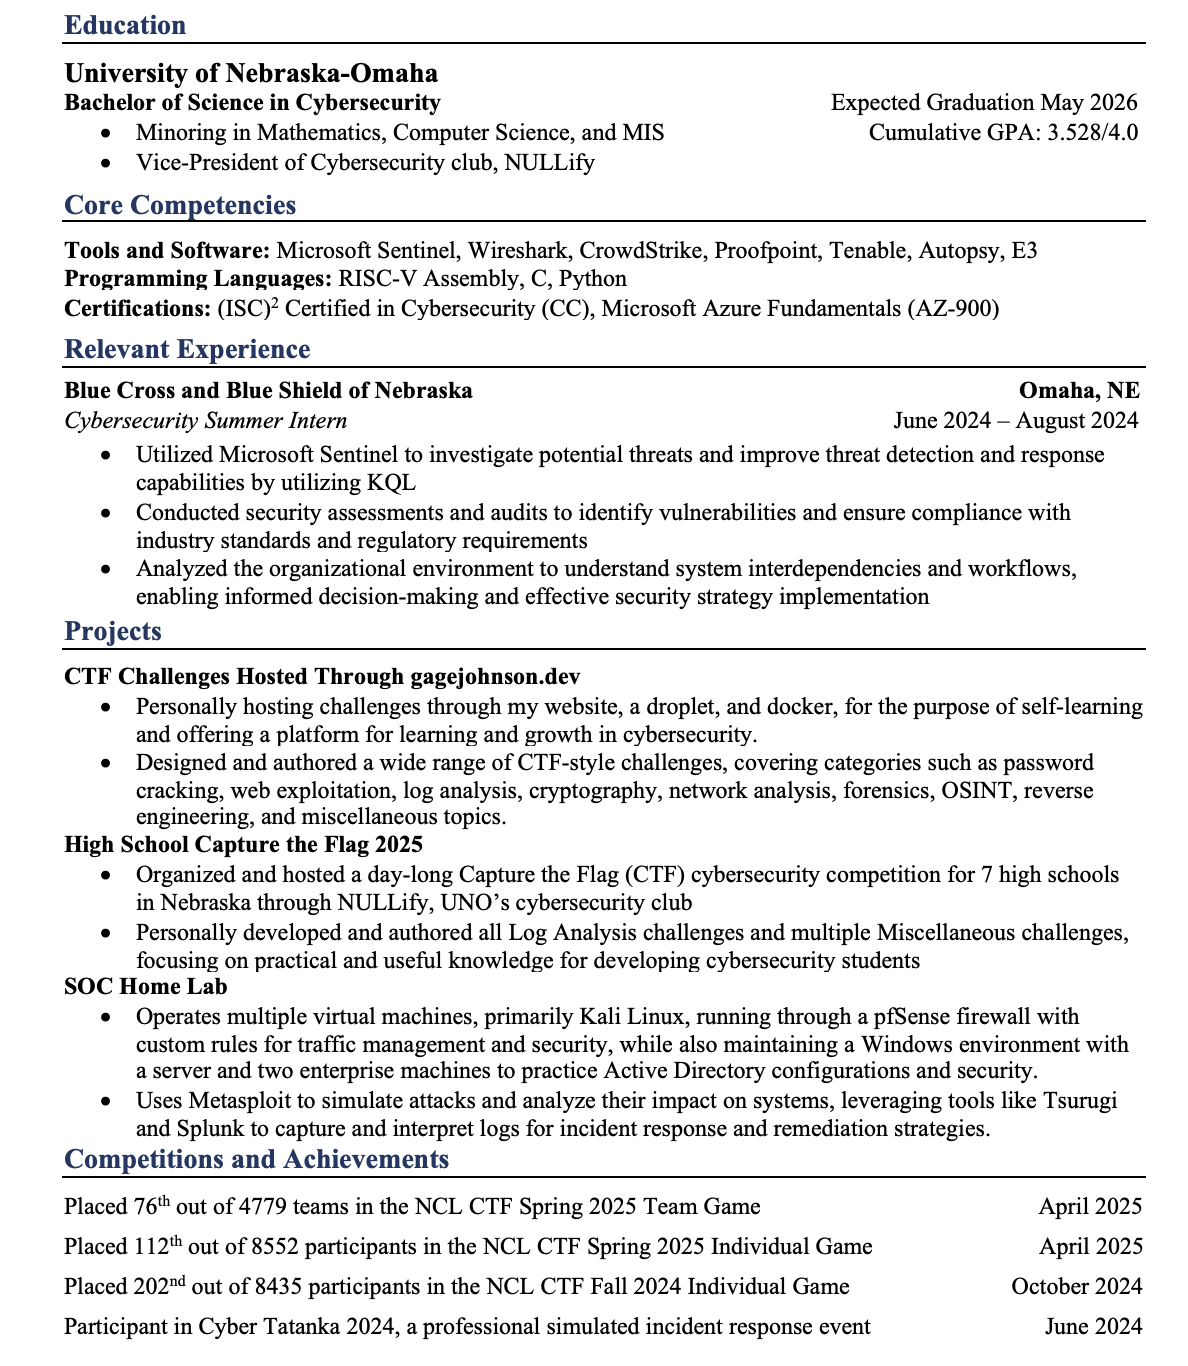 Education
University of Nebraska-Omaha
Bachelor of Science in Cybersecurity Expected Graduation May 2026
• Minoring in Mathematics, Computer Science, and MIS Cumulative GPA: 3.528/4.0
• Vice-President of Cybersecurity club, NULLify
Core Competencies
Tools and Software: Microsoft Sentinel, Wireshark, CrowdStrike, Proofpoint, Tenable, Autopsy, E3
Programming Languages: RISC-V Assembly, C, Python
Certifications: (ISC)² Certified in Cybersecurity (CC), Microsoft Azure Fundamentals (AZ-900)
Relevant Experience
Blue Cross and Blue Shield of Nebraska Omaha, NE
Cybersecurity Summer Intern June 2024 – August 2024
• Utilized Microsoft Sentinel to investigate potential threats and improve threat detection and response
capabilities by utilizing KQL
• Conducted security assessments and audits to identify vulnerabilities and ensure compliance with
industry standards and regulatory requirements
• Analyzed the organizational environment to understand system interdependencies and workflows,
enabling informed decision-making and effective security strategy implementation
Projects
CTF Challenges Hosted Through gagejohnson.dev
• Personally hosting challenges through my website, a droplet, and docker, for the purpose of self-learning
and offering a platform for learning and growth in cybersecurity.
• Designed and authored a wide range of CTF-style challenges, covering categories such as password
cracking, web exploitation, log analysis, cryptography, network analysis, forensics, OSINT, reverse
engineering, and miscellaneous topics.
High School Capture the Flag 2025
• Organized and hosted a day-long Capture the Flag (CTF) cybersecurity competition for 7 high schools
in Nebraska through NULLify, UNO’s cybersecurity club
• Personally developed and authored all Log Analysis challenges and multiple Miscellaneous challenges,
focusing on practical and useful knowledge for developing cybersecurity students
SOC Home Lab
• Operates multiple virtual machines, primarily Kali Linux, running through a pfSense firewall with
custom rules for traffic management and security, while also maintaining a Windows environment with
a server and two enterprise machines to practice Active Directory configurations and security.
• Uses Metasploit to simulate attacks and analyze their impact on systems, leveraging tools like Tsurugi
and Splunk to capture and interpret logs for incident response and remediation strategies.
Competitions and Achievements
Placed 76th out of 4779 teams in the NCL CTF Spring 2025 Team Game April 2025
Placed 112th out of 8552 participants in the NCL CTF Spring 2025 Individual Game April 2025
Placed 202nd out of 8435 participants in the NCL CTF Fall 2024 Individual Game October 2024
Participant in Cyber Tatanka 2024, a professional simulated incident response event June 2024